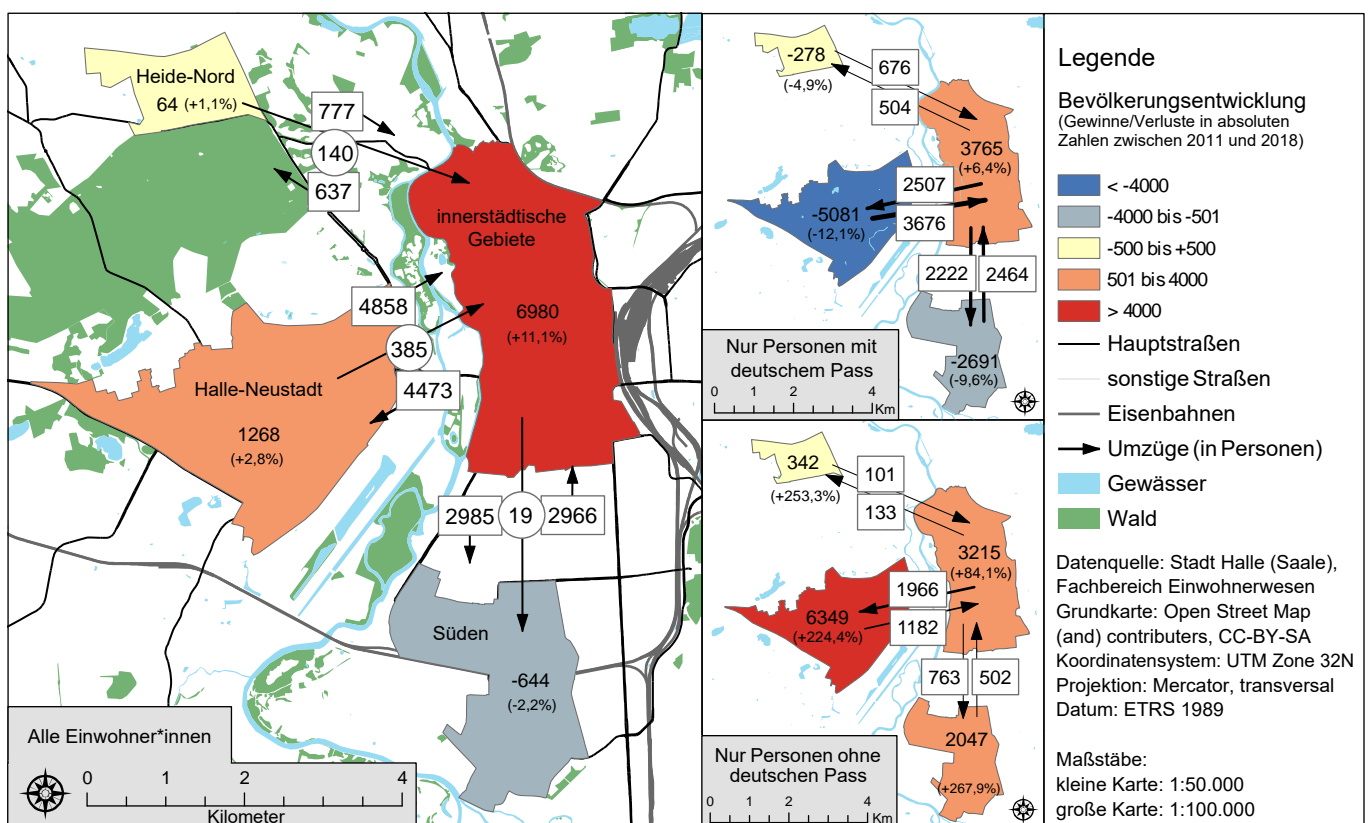 Heide-Nord
64 (+1,1%)
777
140
637
innerstädtische
Gebiete
6980
(+11,1%)
4858
385
4473
Halle-Neustadt
1268
(+2,8%)
2985
19
2966
Süden
-644
(-2,2%)
Alle Einwohner*innen
0
1
2
4
Kilometer
-278
(-4,9%)
676
504
3765
(+6,4%)
2507
3676
-5081
(-12,1%)
2222
2464
-2691
(-9,6%)
Nur Personen mit
deutschem Pass
0
1
2
4
Km
342
(+253,3%)
101
133
3215
(+84,1%)
1966
1182
6349
(+224,4%)
763
502
2047
(+267,9%)
Nur Personen ohne
deutschen Pass
0
1
2
4
Km
Legende
Bevölkerungsentwicklung
(Gewinne/Verluste in absoluten
Zahlen zwischen 2011 und 2018)
< -4000
-4000 bis -501
-500 bis +500
501 bis 4000
> 4000
Hauptstraßen
sonstige Straßen
Eisenbahnen
Umzüge (in Personen)
Gewässer
Wald
Datenquelle: Stadt Halle (Saale),
Fachbereich Einwohnerwesen
Grundkarte: Open Street Map
(and) contributers, CC-BY-SA
Koordinatensystem: UTM Zone 32N
Projektion: Mercator, transversal
Datum: ETRS 1989
Maßstäbe:
kleine Karte: 1:50.000
große Karte: 1:100.000